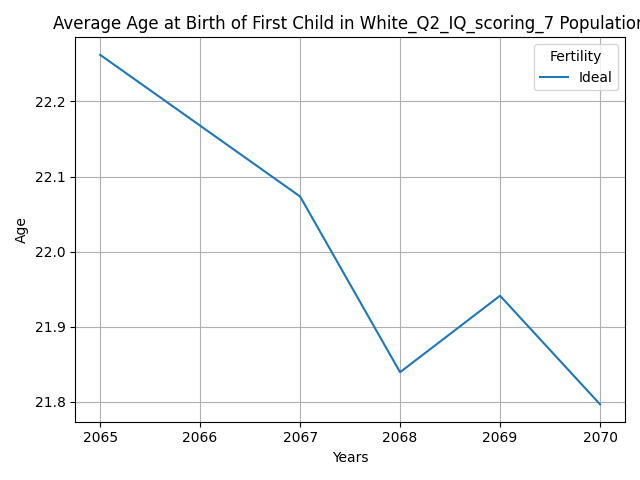 Average Age at Birth of First Child in White_Q2_IQ_scoring_7 Population
Fertility
Ideal
22.2
22.1
22.0
21.9
21.8
Age
2065 2066 2067 2068 2069 2070
Years